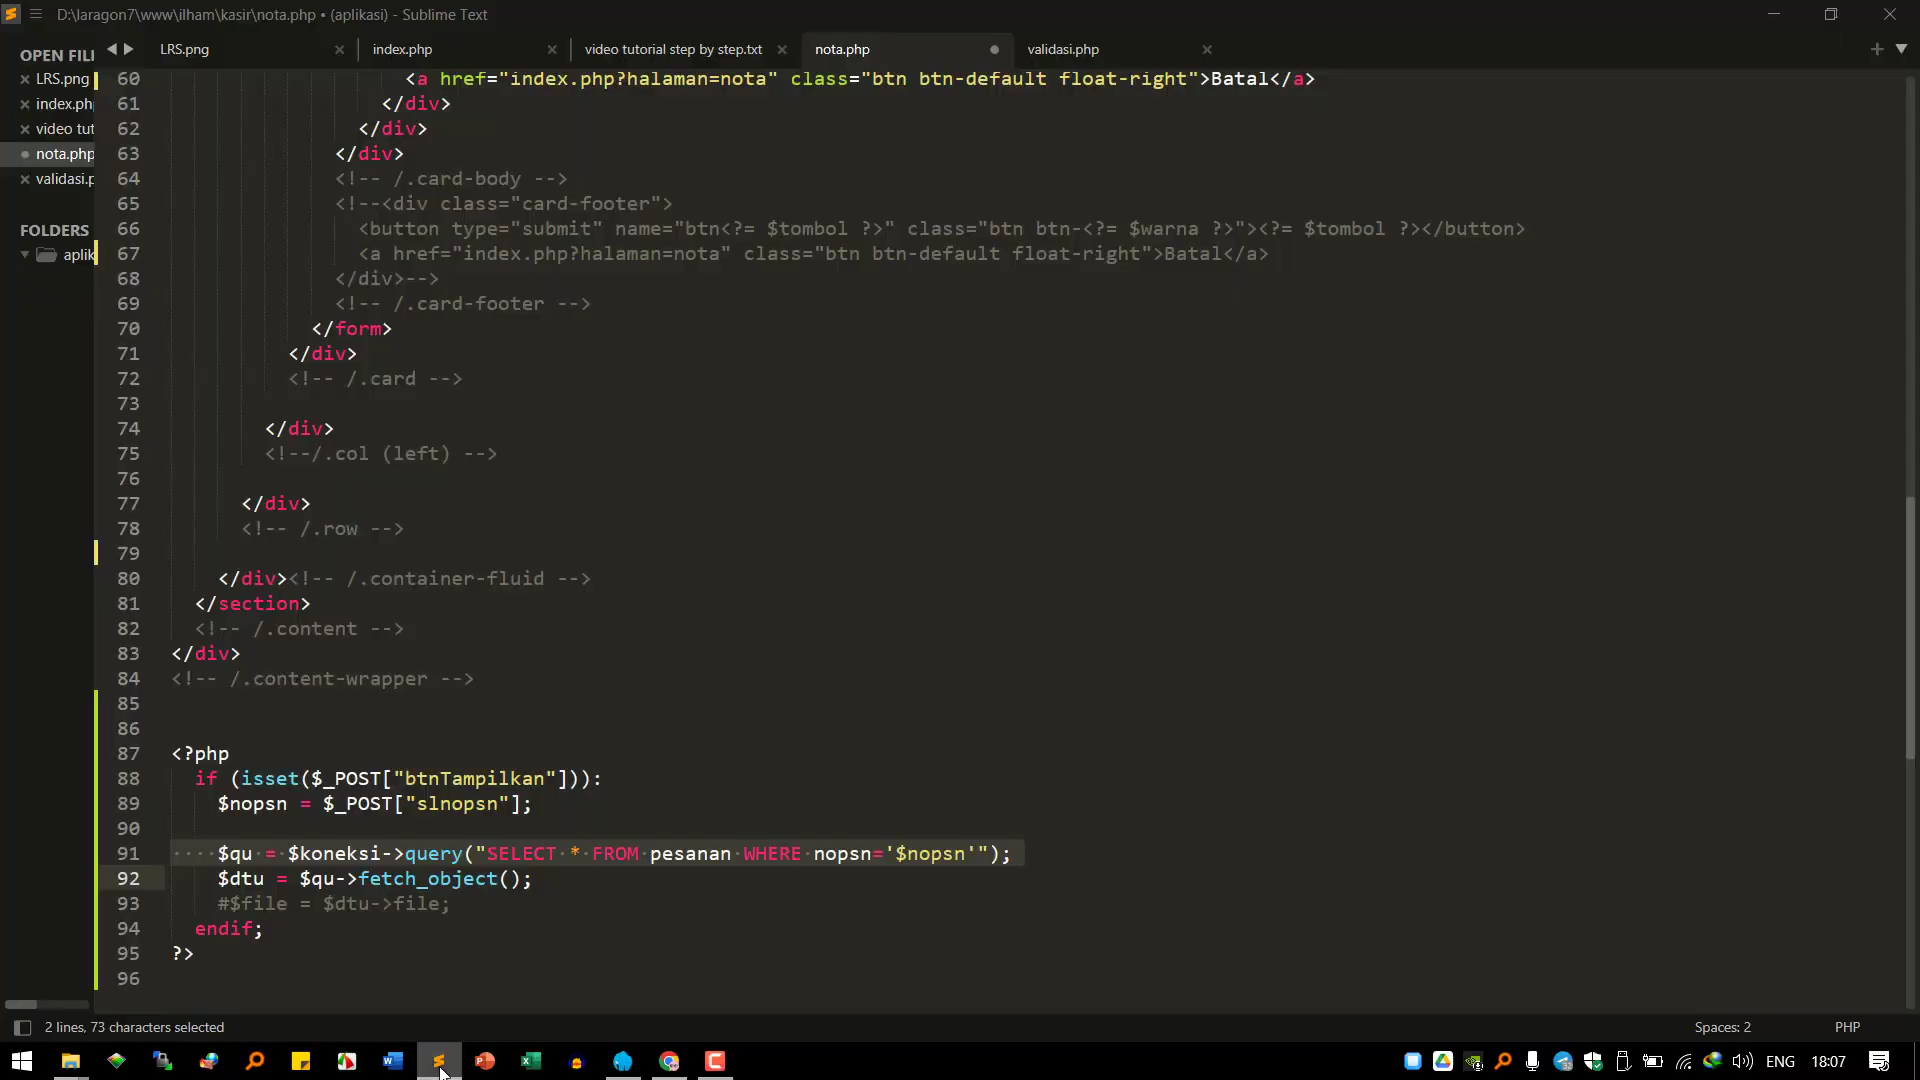 D:\laragon7\www\ilham\kasir\nota.php • (aplikasi) - Sublime Text
OPEN FIL
LRS.png
index.php
video tutorial step by step.txt
nota.php
validasi.php
LRS.png
index.ph
video tut
nota.php
validasi.p
FOLDERS
aplik
60 <a href="index.php?halaman=nota" class="btn btn-default float-right">Batal</a>
61 </div>
62 </div>
63 </div>
64 <!-- /.card-body -->
65 <!--<div class="card-footer">
66 <button type="submit" name="btn<?= $tombol ?>" class="btn btn-<?= $warna ?>"><?= $tombol ?></button>
67 <a href="index.php?halaman=nota" class="btn btn-default float-right">Batal</a>
68 </div>-->
69 <!-- /.card-footer -->
70 </form>
71 </div>
72 <!-- /.card -->
73
74 </div>
75 <!--/.col (left) -->
76
77 </div>
78 <!-- /.row -->
79
80 </div><!-- /.container-fluid -->
81 </section>
82 <!-- /.content -->
83 </div>
84 <!-- /.content-wrapper -->
85
86
87 <?php
88 if (isset($_POST["btnTampilkan"])):
89 $nopsn = $_POST["slnopsn"];
90
91 $qu = $koneksi->query("SELECT * FROM pesanan WHERE nopsn='$nopsn'");
92 $dtu = $qu->fetch_object();
93 #$file = $dtu->file;
94 endif;
95 ?>
96
2 lines, 73 characters selected
Spaces: 2
PHP
ENG
18:07